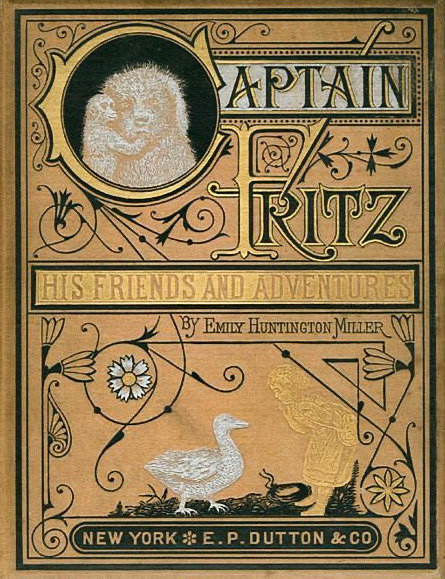 CAPTAIN
FRITZ
HIS FRIENDS AND ADVENTURES
BY EMILY HUNTINGTON MILLER
NEW YORK ✻ E. P. DUTTON & CO